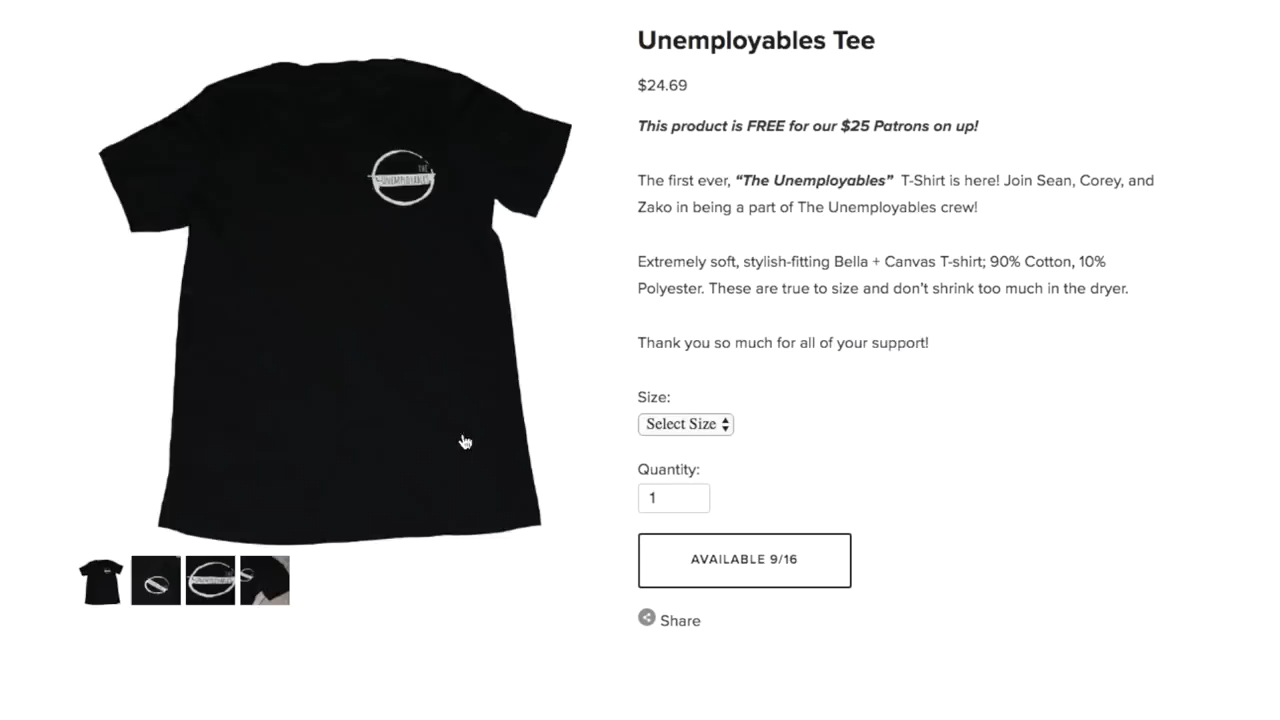 Unemployables Tee
$24.69
This product is FREE for our $25 Patrons on up!
The first ever, “The Unemployables” T-Shirt is here! Join Sean, Corey, and
Zako in being a part of The Unemployables crew!
Extremely soft, stylish-fitting Bella + Canvas T-shirt; 90% Cotton, 10%
Polyester. These are true to size and don't shrink too much in the dryer.
Thank you so much for all of your support!
Size:
Select Size
Quantity:
1
AVAILABLE 9/16
Share
THE
UNEMPLOYABLES